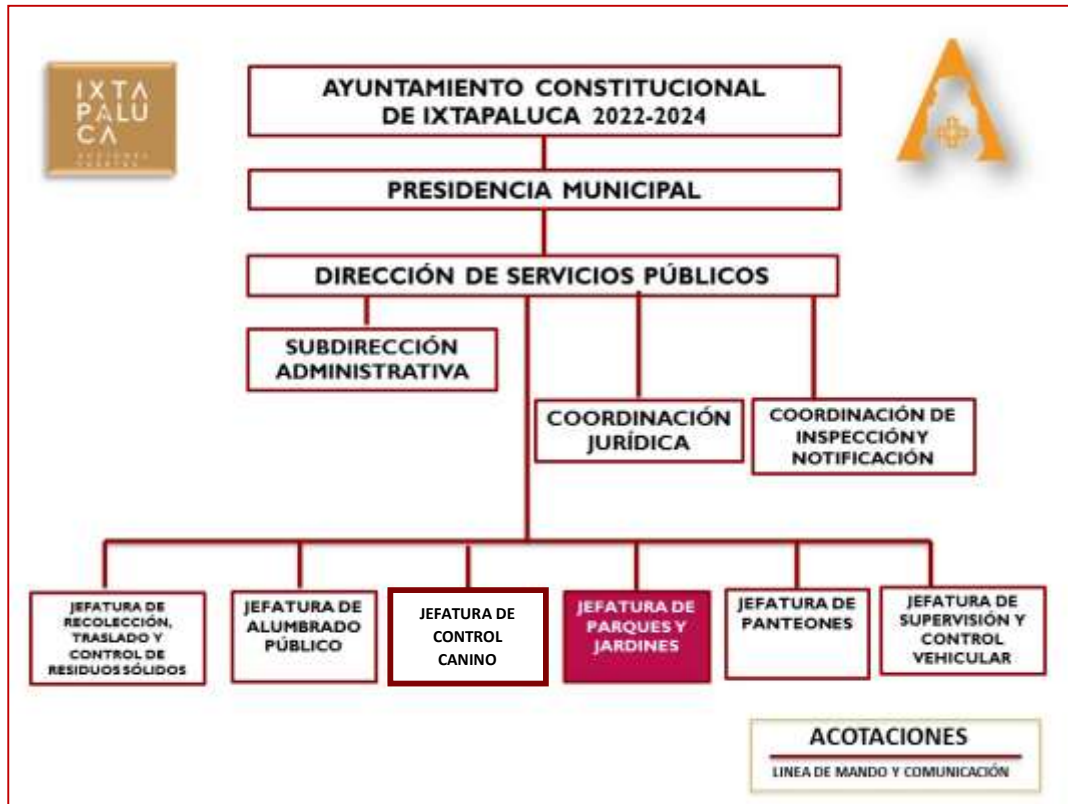 IXTA
PALU
CA
AYUNTAMIENTO CONSTITUCIONAL
DE IXTAPALUCA 2022-2024
PRESIDENCIA MUNICIPAL
DIRECCIÓN DE SERVICIOS PÚBLICOS
SUBDIRECCIÓN
ADMINISTRATIVA
COORDINACIÓN
JURÍDICA
COORDINACIÓN DE
INSPECCIÓN Y
NOTIFICACIÓN
JEFATURA DE
RECOLECCIÓN,
TRASLADO Y
CONTROL DE
RESIDUOS SÓLIDOS
JEFATURA DE
ALUMBRADO
PÚBLICO
JEFATURA DE
CONTROL
CANINO
JEFATURA DE
PARQUES Y
JARDINES
JEFATURA DE
PANTEONES
JEFATURA DE
SUPERVISIÓN Y
CONTROL
VEHICULAR
ACOTACIONES
LINEA DE MANDO Y COMUNICACIÓN